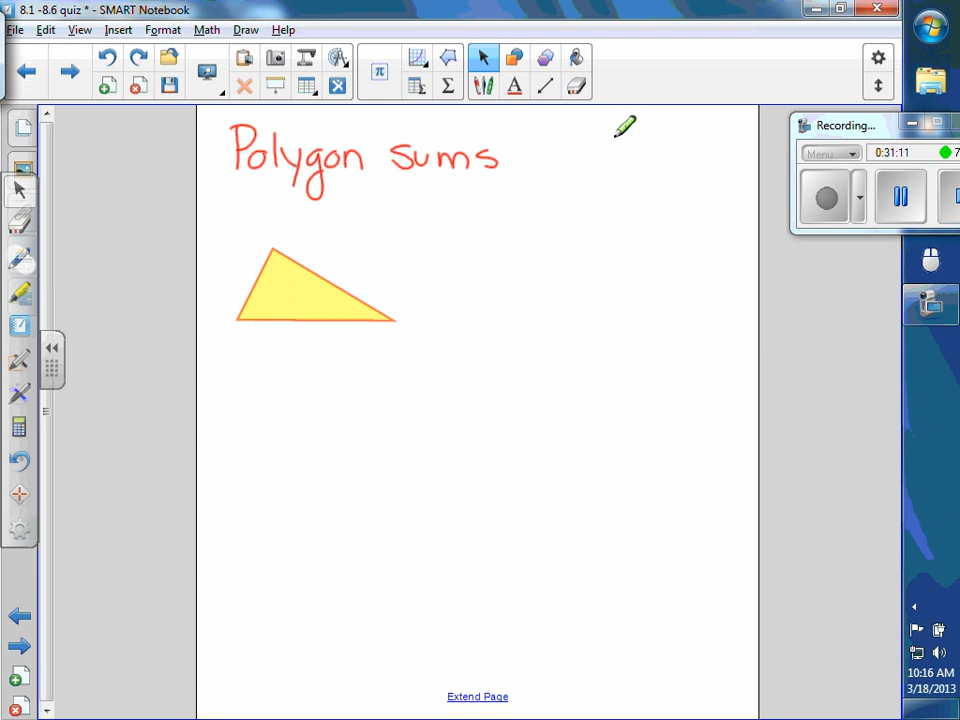 8.1 -8.6 quiz * - SMART Notebook
File Edit View Insert Format Math Draw Help
π
Σ
A
Recording...
Menu
0:31:11
7
Polygon sums
Extend Page
10:16 AM
3/18/2013